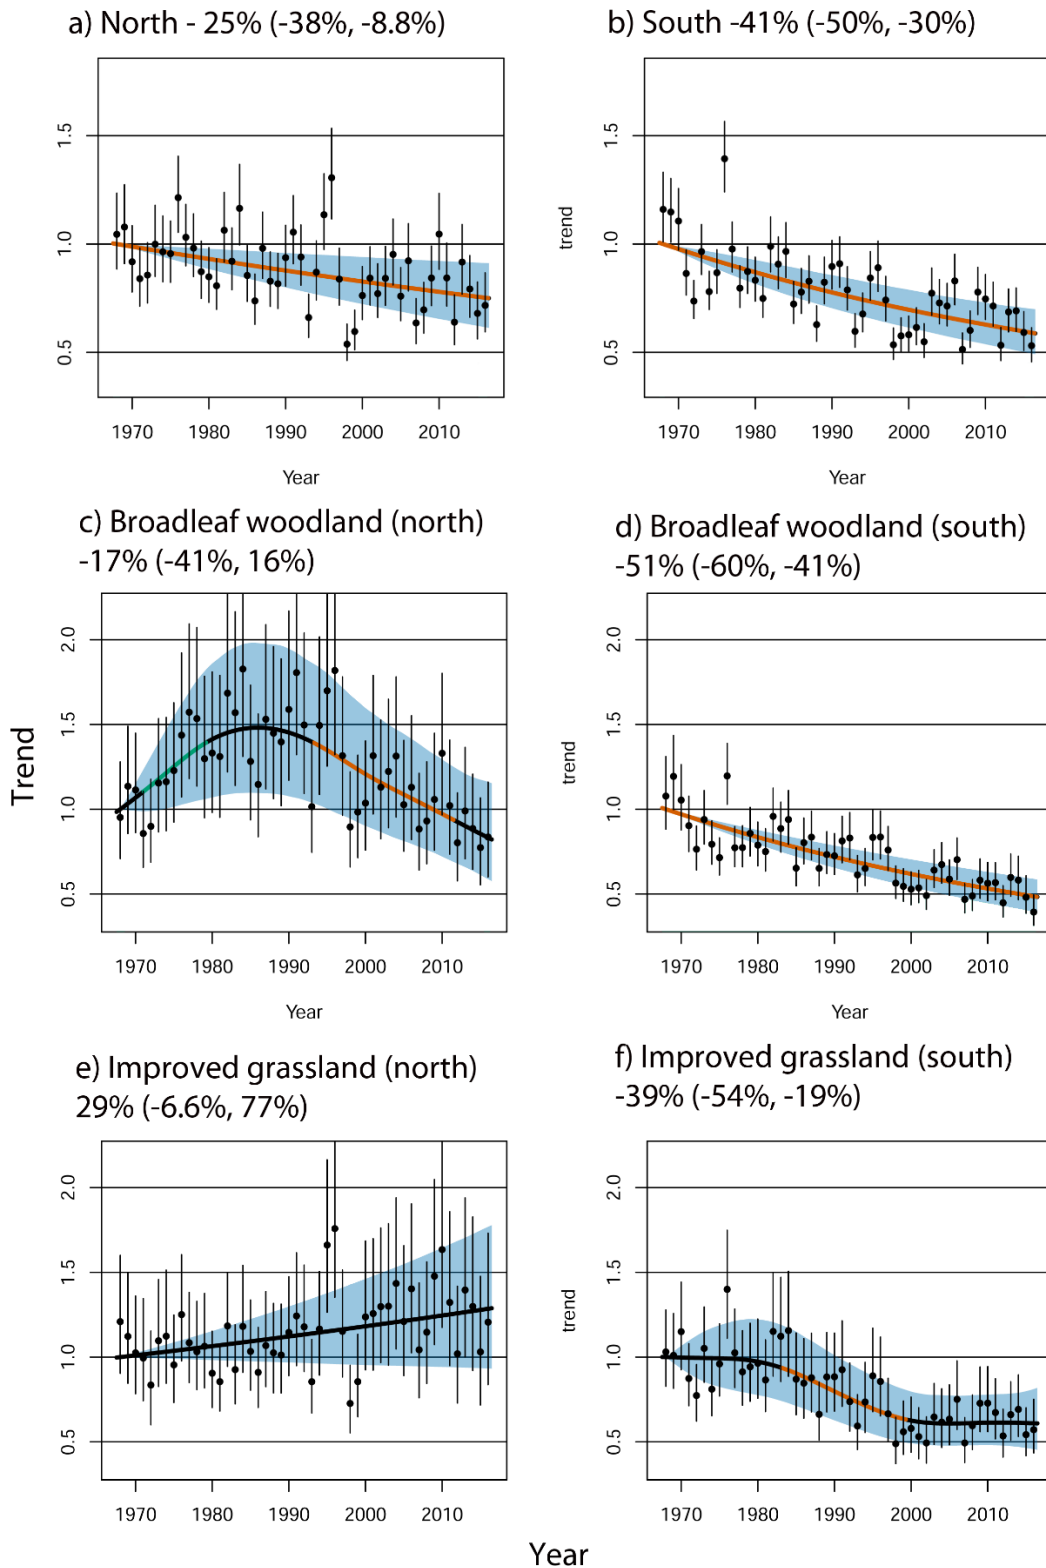 a) North - 25% (-38%, -8.8%)
b) South -41% (-50%, -30%)
1.5
1.0
0.5
1970 1980 1990 2000 2010
Year
trend
1.5
1.0
0.5
1970 1980 1990 2000 2010
Year
c) Broadleaf woodland (north)
-17% (-41%, 16%)
d) Broadleaf woodland (south)
-51% (-60%, -41%)
Trend
2.0
1.5
1.0
0.5
1970 1980 1990 2000 2010
Year
trend
2.0
1.5
1.0
0.5
1970 1980 1990 2000 2010
Year
e) Improved grassland (north)
29% (-6.6%, 77%)
f) Improved grassland (south)
-39% (-54%, -19%)
2.0
1.5
1.0
0.5
1970 1980 1990 2000 2010
trend
2.0
1.5
1.0
0.5
1970 1980 1990 2000 2010
Year